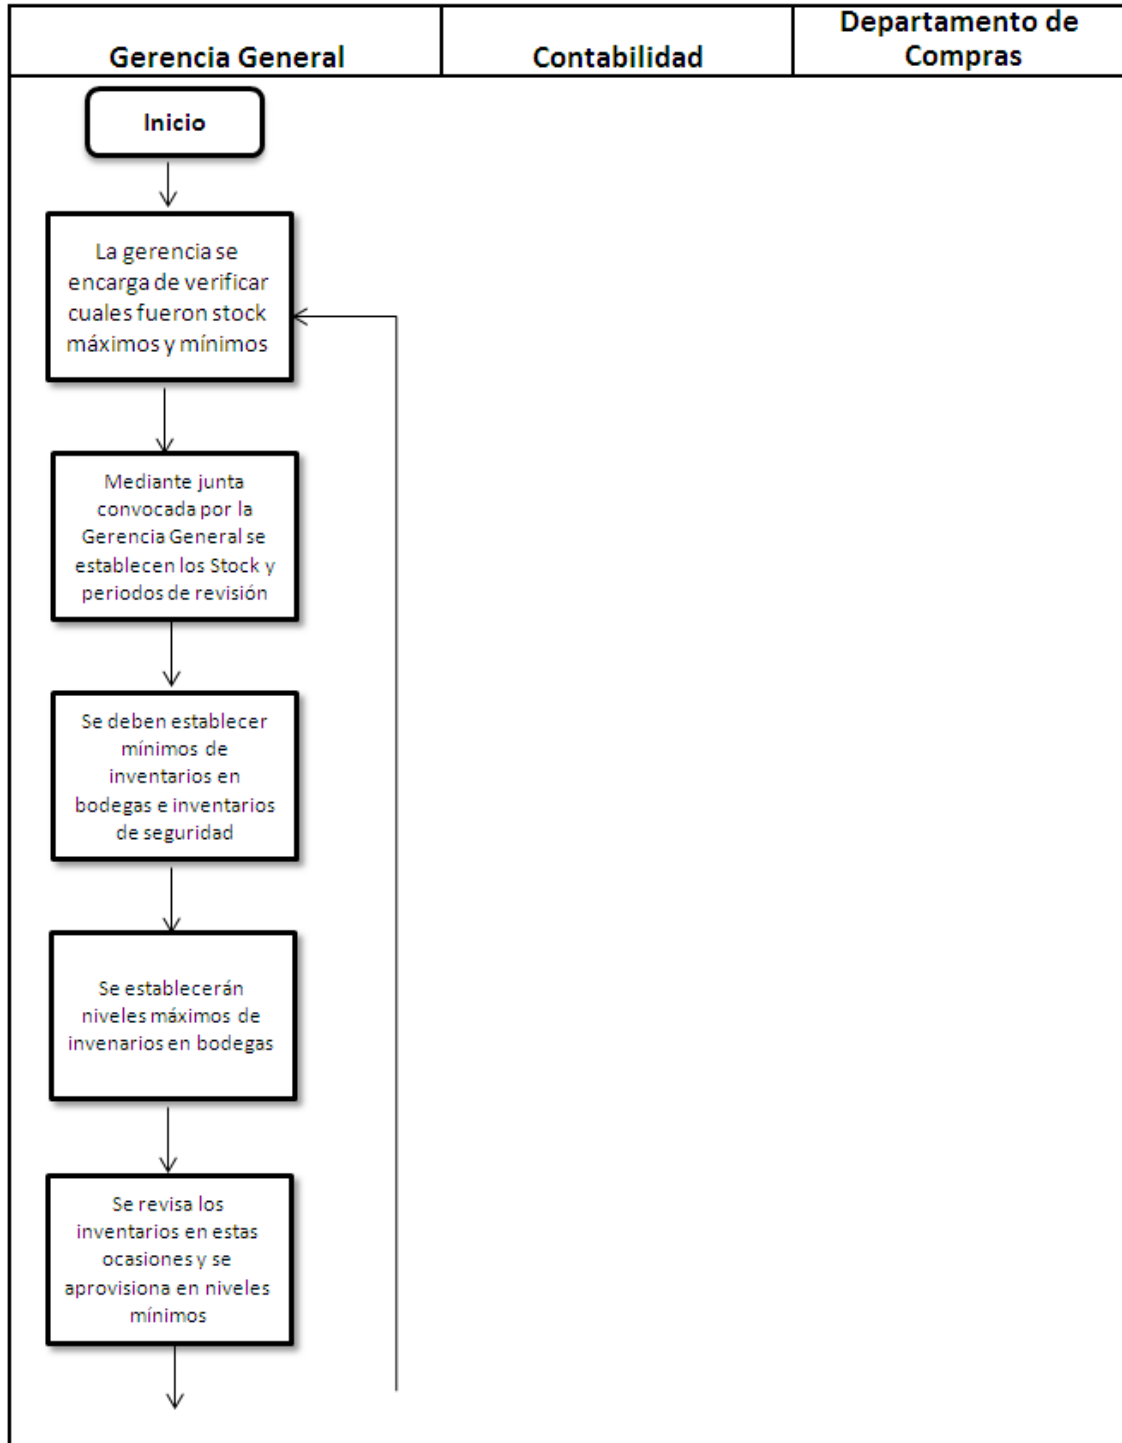 Gerencia General
Contabilidad
Departamento de
Compras
Inicio
La gerencia se
encarga de verificar
cuales fueron stock
máximos y mínimos
Mediante junta
convocada por la
Gerencia General se
establecen los Stock y
periodos de revisión
Se deben establecer
mínimos de
inventarios en
bodegas e inventarios
de seguridad
Se establecerán
niveles máximos de
invenarios en bodegas
Se revisa los
inventarios en estas
ocasiones y se
aprovisiona en niveles
mínimos